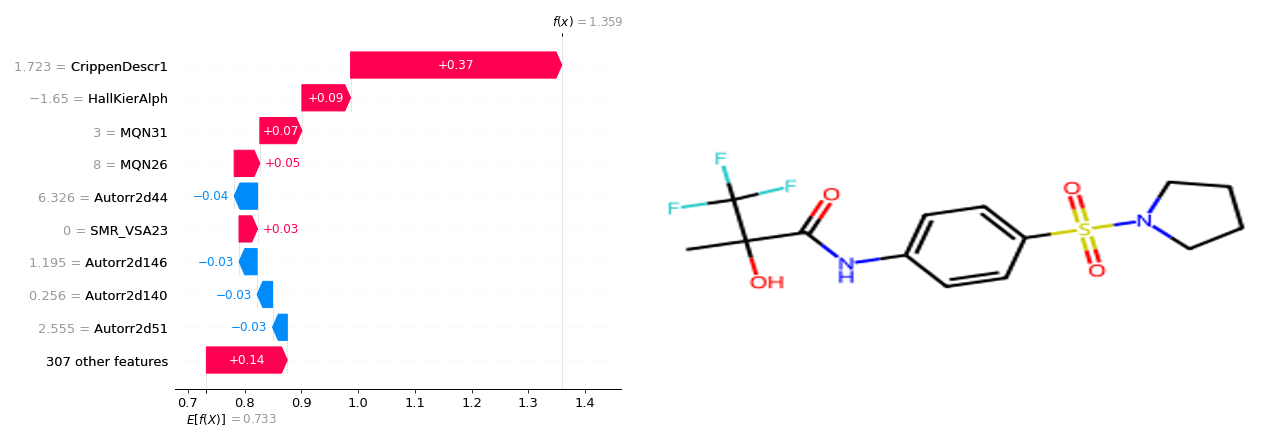 f(x) = 1.359
1.723 = CrippenDescr1
+0.37
−1.65 = HallKierAlph
+0.09
3 = MQN31
+0.07
8 = MQN26
+0.05
6.326 = Autorr2d44
−0.04
0 = SMR_VSA23
+0.03
1.195 = Autorr2d146
−0.03
0.256 = Autorr2d140
−0.03
2.555 = Autorr2d51
−0.03
307 other features
+0.14
0.7 0.8 0.9 1.0 1.1 1.2 1.3 1.4
E[f(X)] = 0.733
F
F
F
O
OH
N
H
O
S
O
N